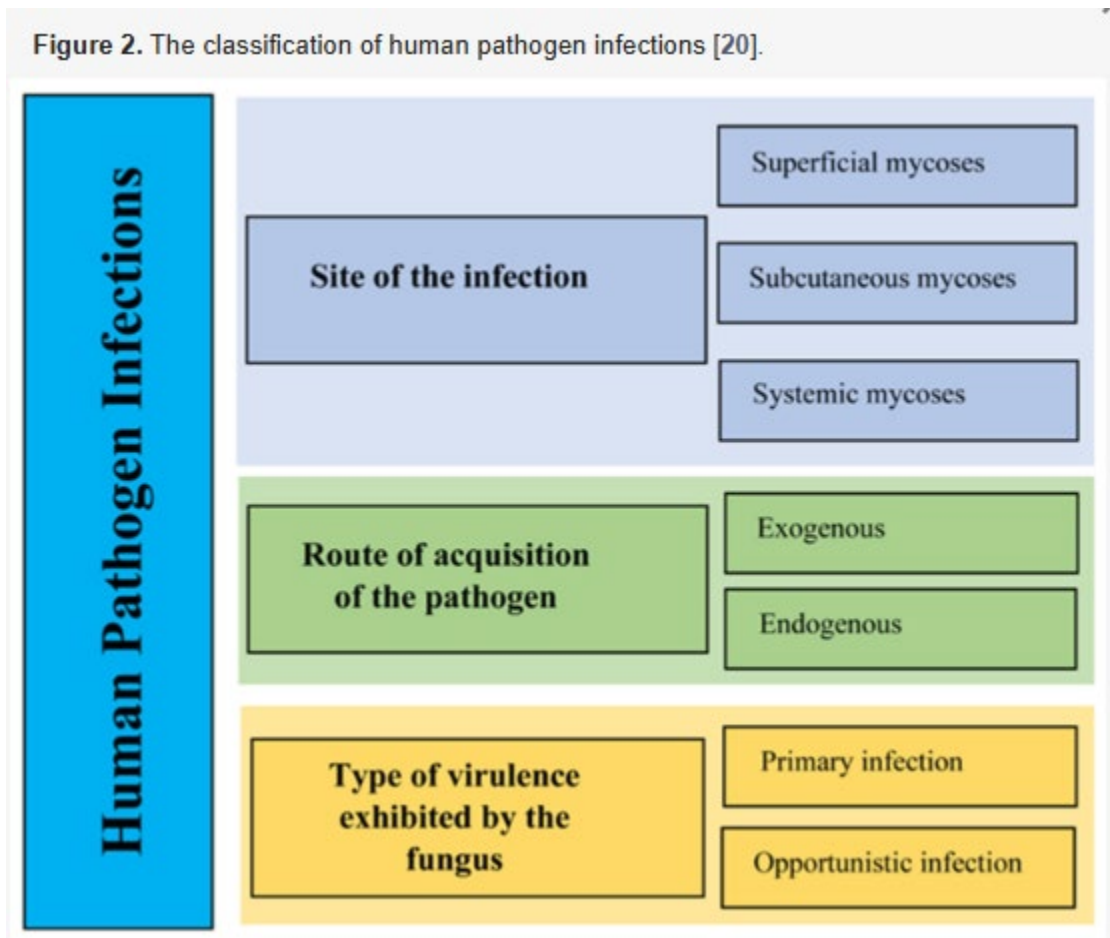 Figure 2. The classification of human pathogen infections [20].
Human Pathogen Infections
Site of the infection
Superficial mycoses
Subcutaneous mycoses
Systemic mycoses
Route of acquisition
of the pathogen
Exogenous
Endogenous
Type of virulence
exhibited by the
fungus
Primary infection
Opportunistic infection